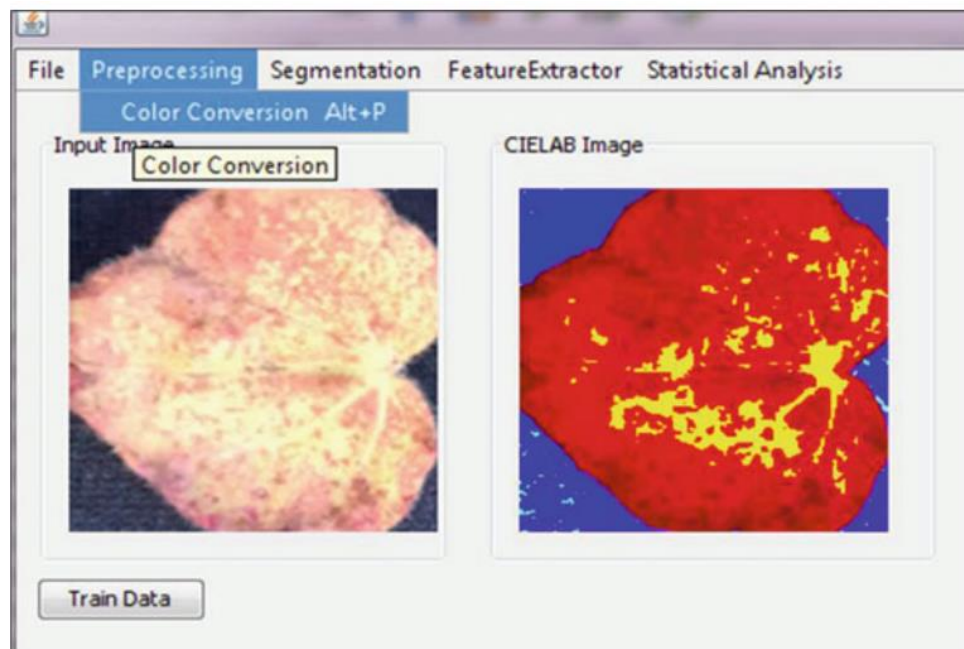 File Preprocessing Segmentation FeatureExtractor Statistical Analysis
Color Conversion Alt+P
Input Image
CIELAB Image
Color Conversion
Train Data